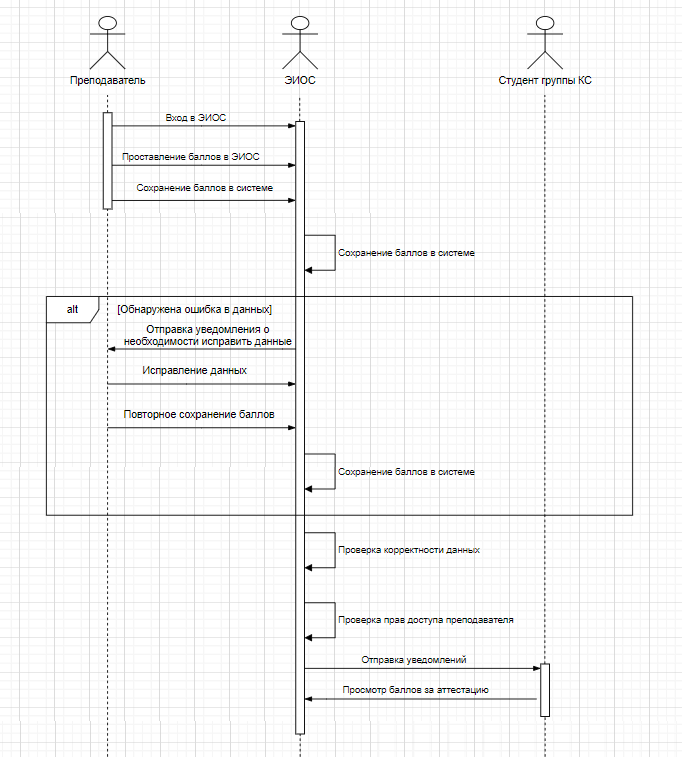 Преподаватель
ЭИОС
Студент группы КС
Вход в ЭИОС
Проставление баллов в ЭИОС
Сохранение баллов в системе
Сохранение баллов в системе
alt
[Обнаружена ошибка в данных]
Отправка уведомления о
необходимости исправить данные
Исправление данных
Повторное сохранение баллов
Сохранение баллов в системе
Проверка корректности данных
Проверка прав доступа преподавателя
Отправка уведомлений
Просмотр баллов за аттестацию